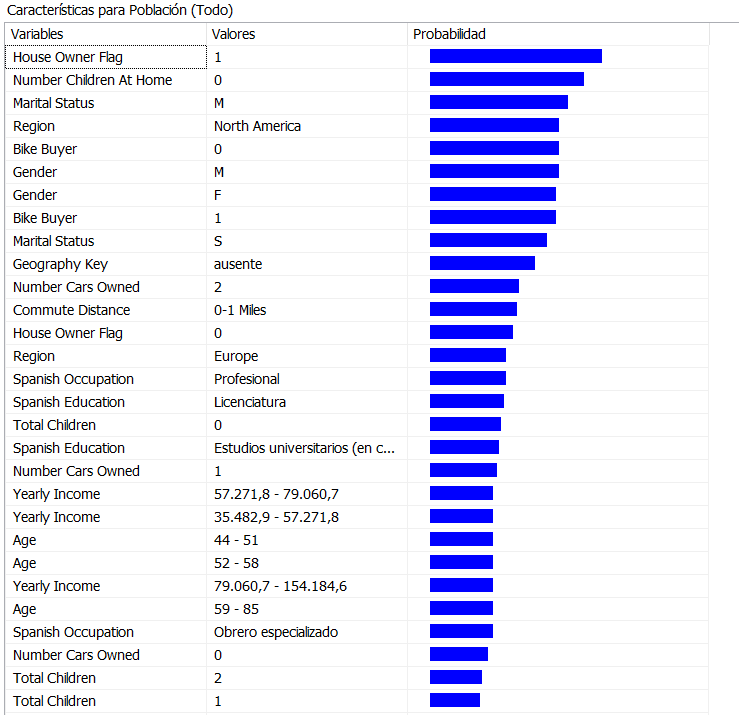 Características para Población (Todo)
Variables Valores Probabilidad
House Owner Flag 1
Number Children At Home 0
Marital Status M
Region North America
Bike Buyer 0
Gender M
Gender F
Bike Buyer 1
Marital Status S
Geography Key ausente
Number Cars Owned 2
Commute Distance 0-1 Miles
House Owner Flag 0
Region Europe
Spanish Occupation Profesional
Spanish Education Licenciatura
Total Children 0
Spanish Education Estudios universitarios (en c...
Number Cars Owned 1
Yearly Income 57.271,8 - 79.060,7
Yearly Income 35.482,9 - 57.271,8
Age 44 - 51
Age 52 - 58
Yearly Income 79.060,7 - 154.184,6
Age 59 - 85
Spanish Occupation Obrero especializado
Number Cars Owned 0
Total Children 2
Total Children 1